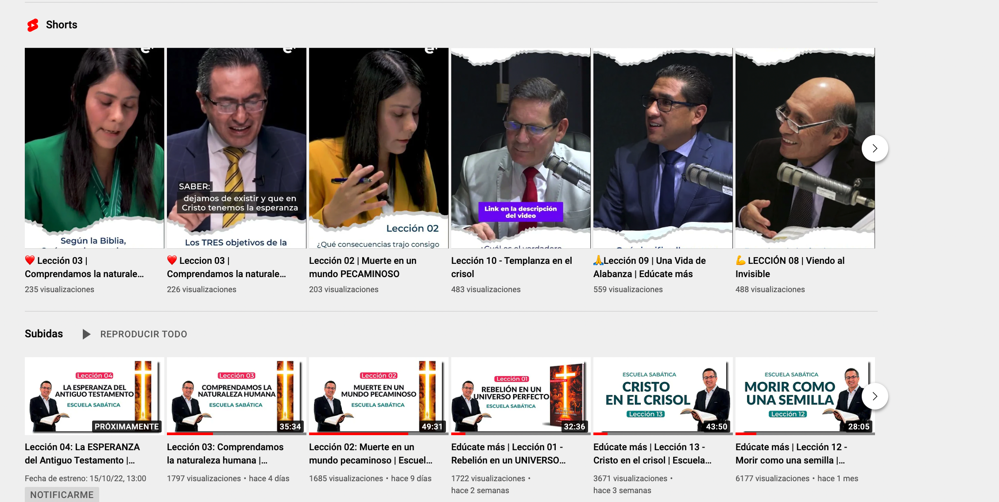 Shorts
SABER:
dejamos de existir y que en
Cristo tenemos la esperanza
Link en la descripción
del video
Lección 02
Según la Biblia,
Los TRES objetivos de la
¿Qué consecuencias trajo consigo
¿Cuál es el verdadero
❤️ Lección 03 |
Comprendamos la naturale...
235 visualizaciones
❤️ Leccion 03 |
Comprendamos la naturale...
226 visualizaciones
Lección 02 | Muerte en un
mundo PECAMINOSO
203 visualizaciones
Lección 10 - Templanza en el
crisol
483 visualizaciones
🙏Lección 09 | Una Vida de
Alabanza | Edúcate más
559 visualizaciones
💪 LECCIÓN 08 | Viendo al
Invisible
488 visualizaciones
Subidas
REPRODUCIR TODO
Lección 04
LA ESPERANZA DEL
ANTIGUO TESTAMENTO
ESCUELA SABÁTICA
PRÓXIMAMENTE
Lección 03
COMPRENDAMOS LA
NATURALEZA HUMANA
ESCUELA SABÁTICA
35:34
Lección 02
MUERTE EN UN
MUNDO PECAMINOSO
ESCUELA SABÁTICA
49:31
Lección 01
REBELIÓN EN UN
UNIVERSO PERFECTO
ESCUELA SABÁTICA
32:36
ESCUELA SABÁTICA
CRISTO
EN EL CRISOL
Lección 13
43:50
ESCUELA SABÁTICA
MORIR COMO
UNA SEMILLA
Lección 12
28:05
Lección 04: La ESPERANZA
del Antiguo Testamento |...
Fecha de estreno: 15/10/22, 13:00
NOTIFICARME
Lección 03: Comprendamos
la naturaleza humana |...
1797 visualizaciones • hace 4 días
Lección 02: Muerte en un
mundo pecaminoso | Escuel...
1685 visualizaciones • hace 9 días
Edúcate más | Lección 01 -
Rebelión en un UNIVERSO...
1722 visualizaciones •
hace 2 semanas
Edúcate más | Lección 13 -
Cristo en el crisol | Escuela...
3671 visualizaciones •
hace 3 semanas
Edúcate más | Lección 12 -
Morir como una semilla |...
6177 visualizaciones • hace 1 mes